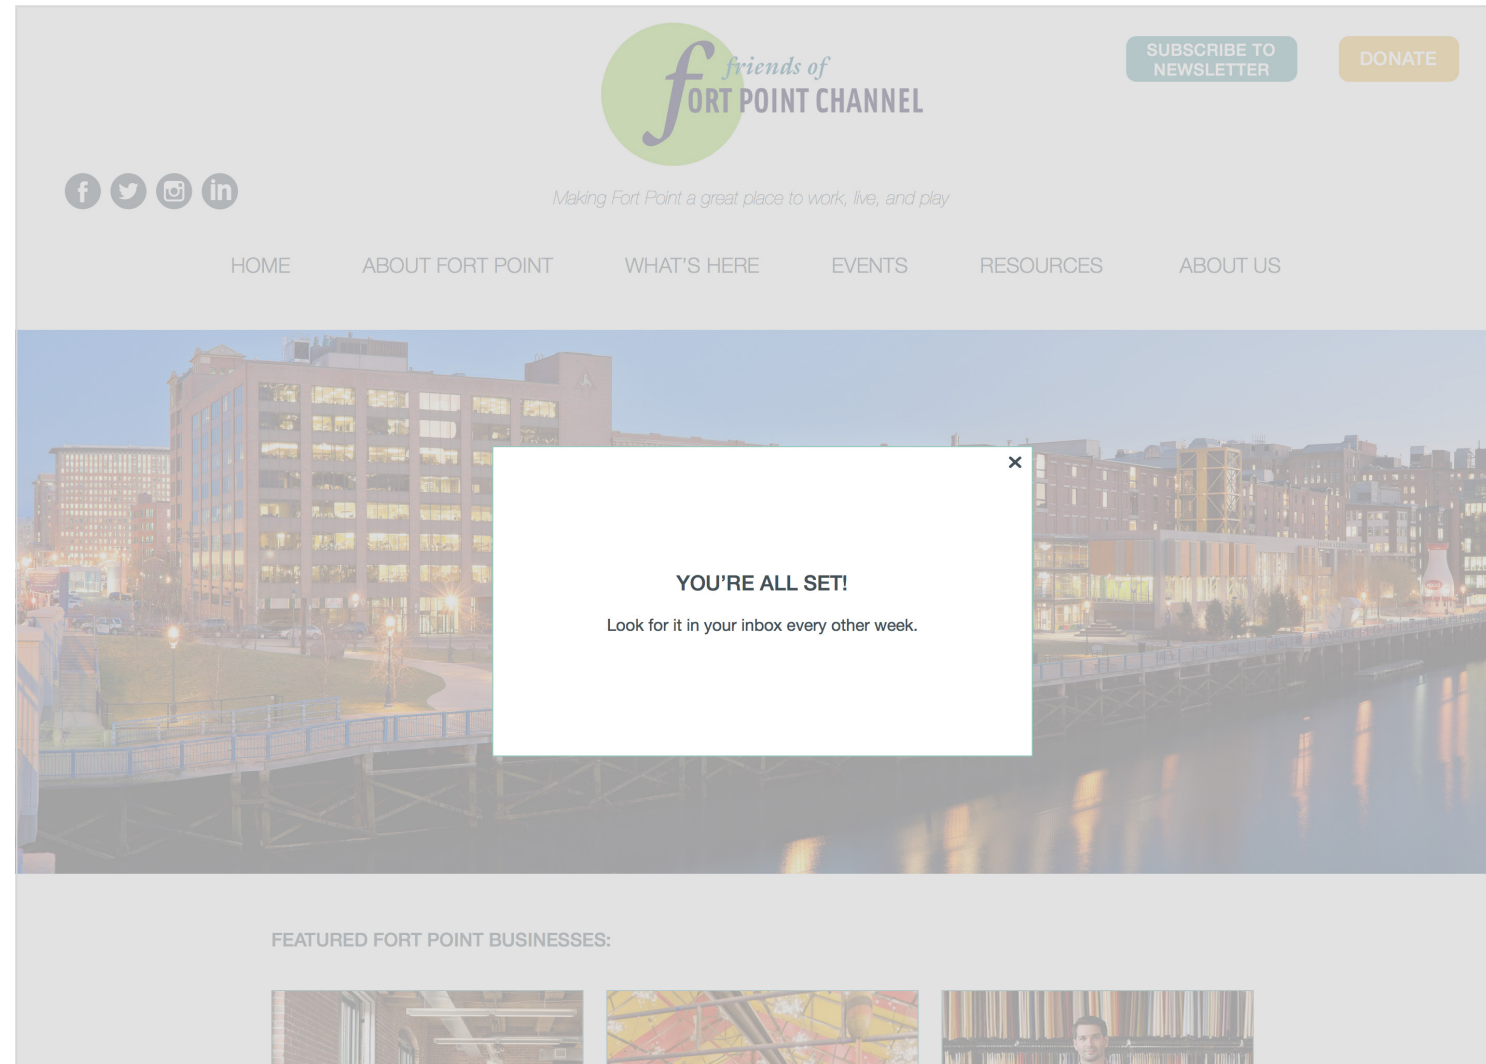 friends of
FORT POINT CHANNEL
SUBSCRIBE TO
NEWSLETTER
DONATE
Making Fort Point a great place to work, live, and play
HOME
ABOUT FORT POINT
WHAT'S HERE
EVENTS
RESOURCES
ABOUT US
YOU'RE ALL SET!
Look for it in your inbox every other week.
FEATURED FORT POINT BUSINESSES: